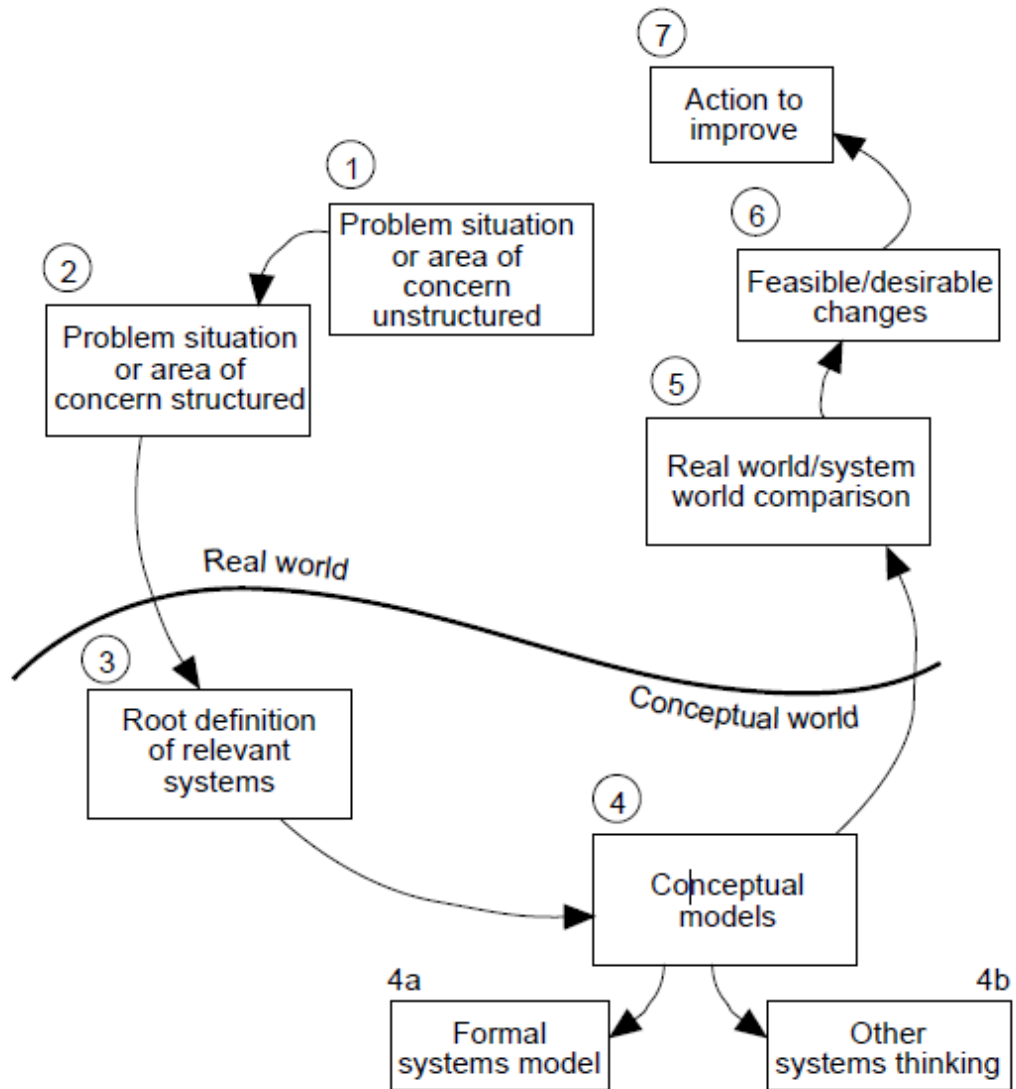 7
Action to
improve
1
Problem situation
or area of
concern
unstructured
6
Feasible/desirable
changes
2
Problem situation
or area of
concern structured
5
Real world/system
world comparison
Real world
Conceptual world
3
Root definition
of relevant
systems
4
Conceptual
models
4a
Formal
systems model
4b
Other
systems thinking